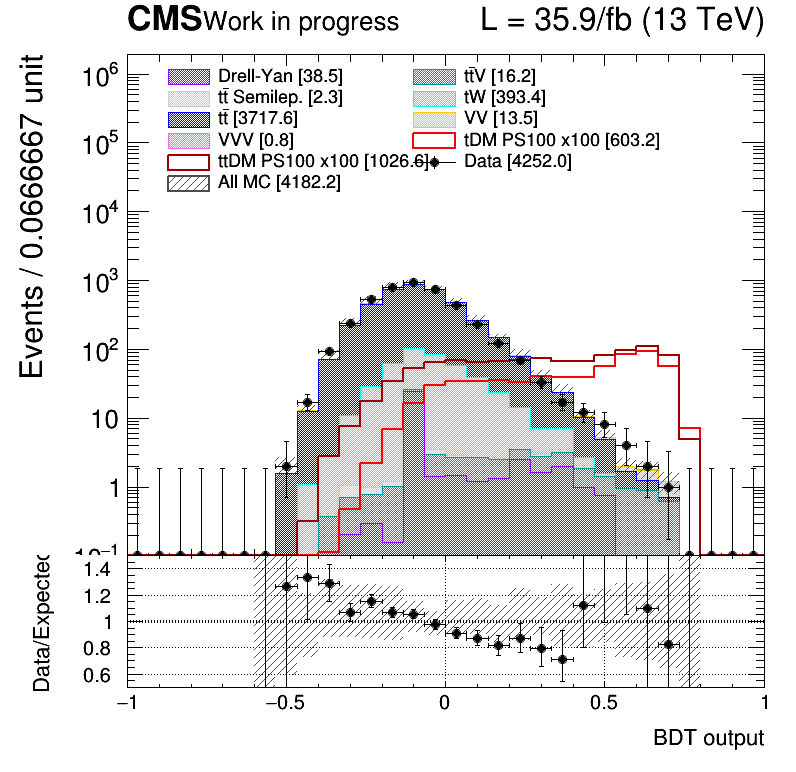 CMS Work in progress L = 35.9/fb (13 TeV)
Events / 0.0666667 unit
10⁶
10⁵
10⁴
10³
10²
10
1
10⁻¹
Drell-Yan [38.5]
tt̄V [16.2]
tt̄ Semilep. [2.3]
tW [393.4]
tt̄ [3717.6]
VV [13.5]
VVV [0.8]
tDM PS100 x100 [603.2]
ttDM PS100 x100 [1026.6]
Data [4252.0]
All MC [4182.2]
Data/Expected
1.4
1.2
1
0.8
0.6
−1 −0.5 0 0.5 1
BDT output